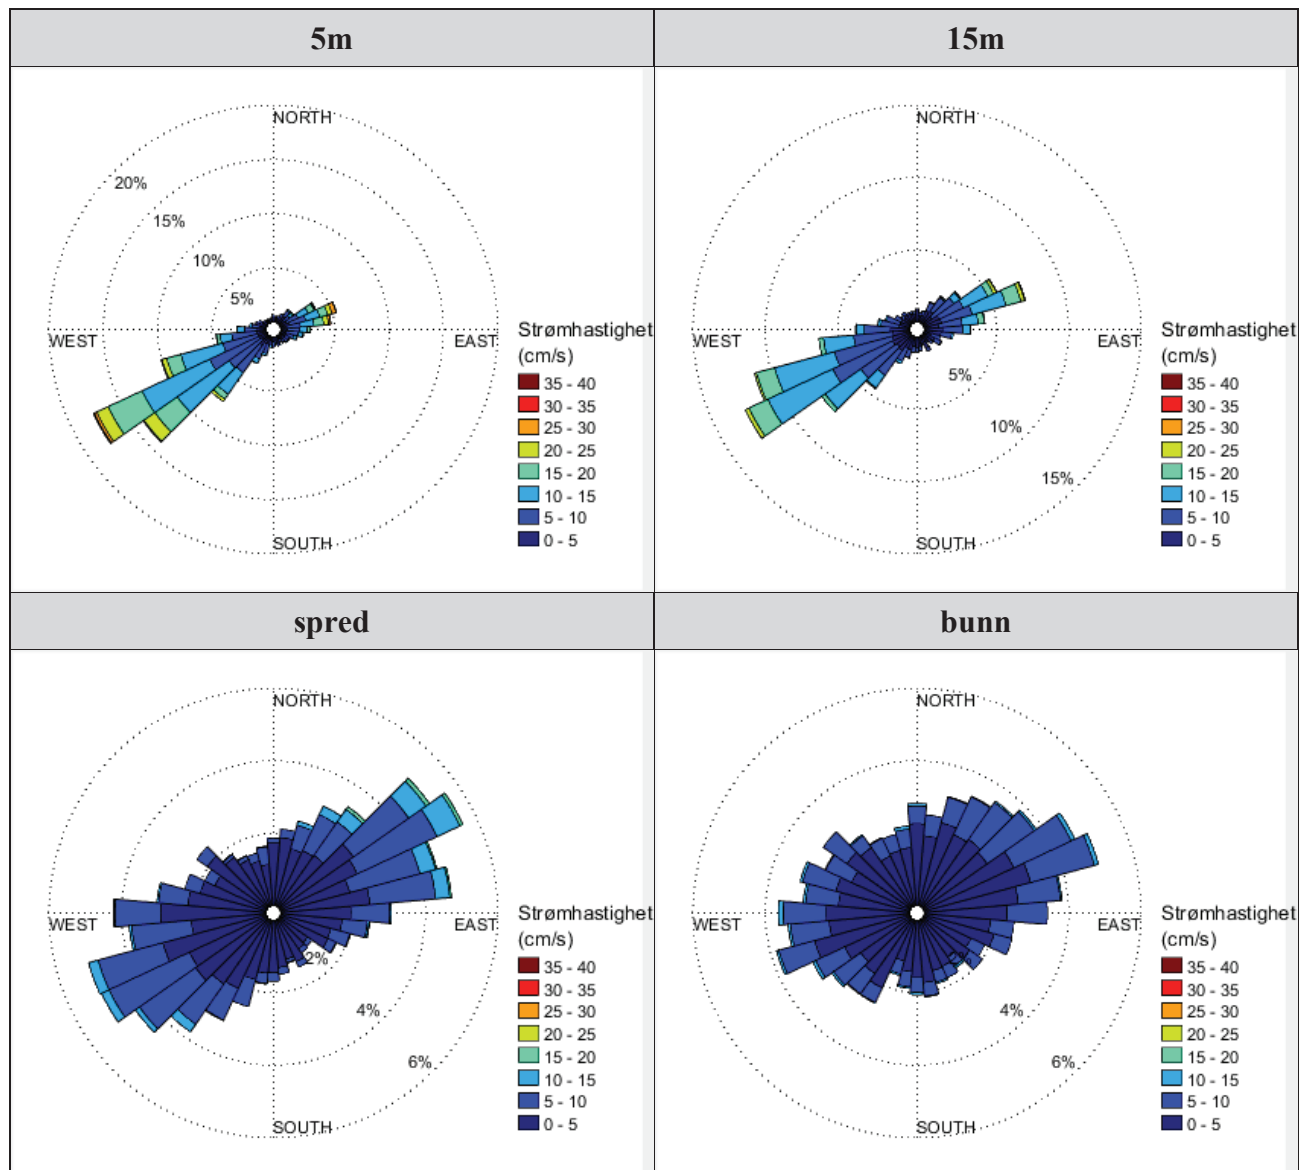 5m
15m
NORTH
20%
15%
10%
5%
WEST
EAST
SOUTH
Strømhastighet
(cm/s)
35 - 40
30 - 35
25 - 30
20 - 25
15 - 20
10 - 15
5 - 10
0 - 5
NORTH
WEST
EAST
5%
10%
15%
SOUTH
Strømhastighet
(cm/s)
35 - 40
30 - 35
25 - 30
20 - 25
15 - 20
10 - 15
5 - 10
0 - 5
spred
bunn
NORTH
WEST
EAST
2%
4%
6%
SOUTH
Strømhastighet
(cm/s)
35 - 40
30 - 35
25 - 30
20 - 25
15 - 20
10 - 15
5 - 10
0 - 5
NORTH
WEST
EAST
4%
6%
SOUTH
Strømhastighet
(cm/s)
35 - 40
30 - 35
25 - 30
20 - 25
15 - 20
10 - 15
5 - 10
0 - 5